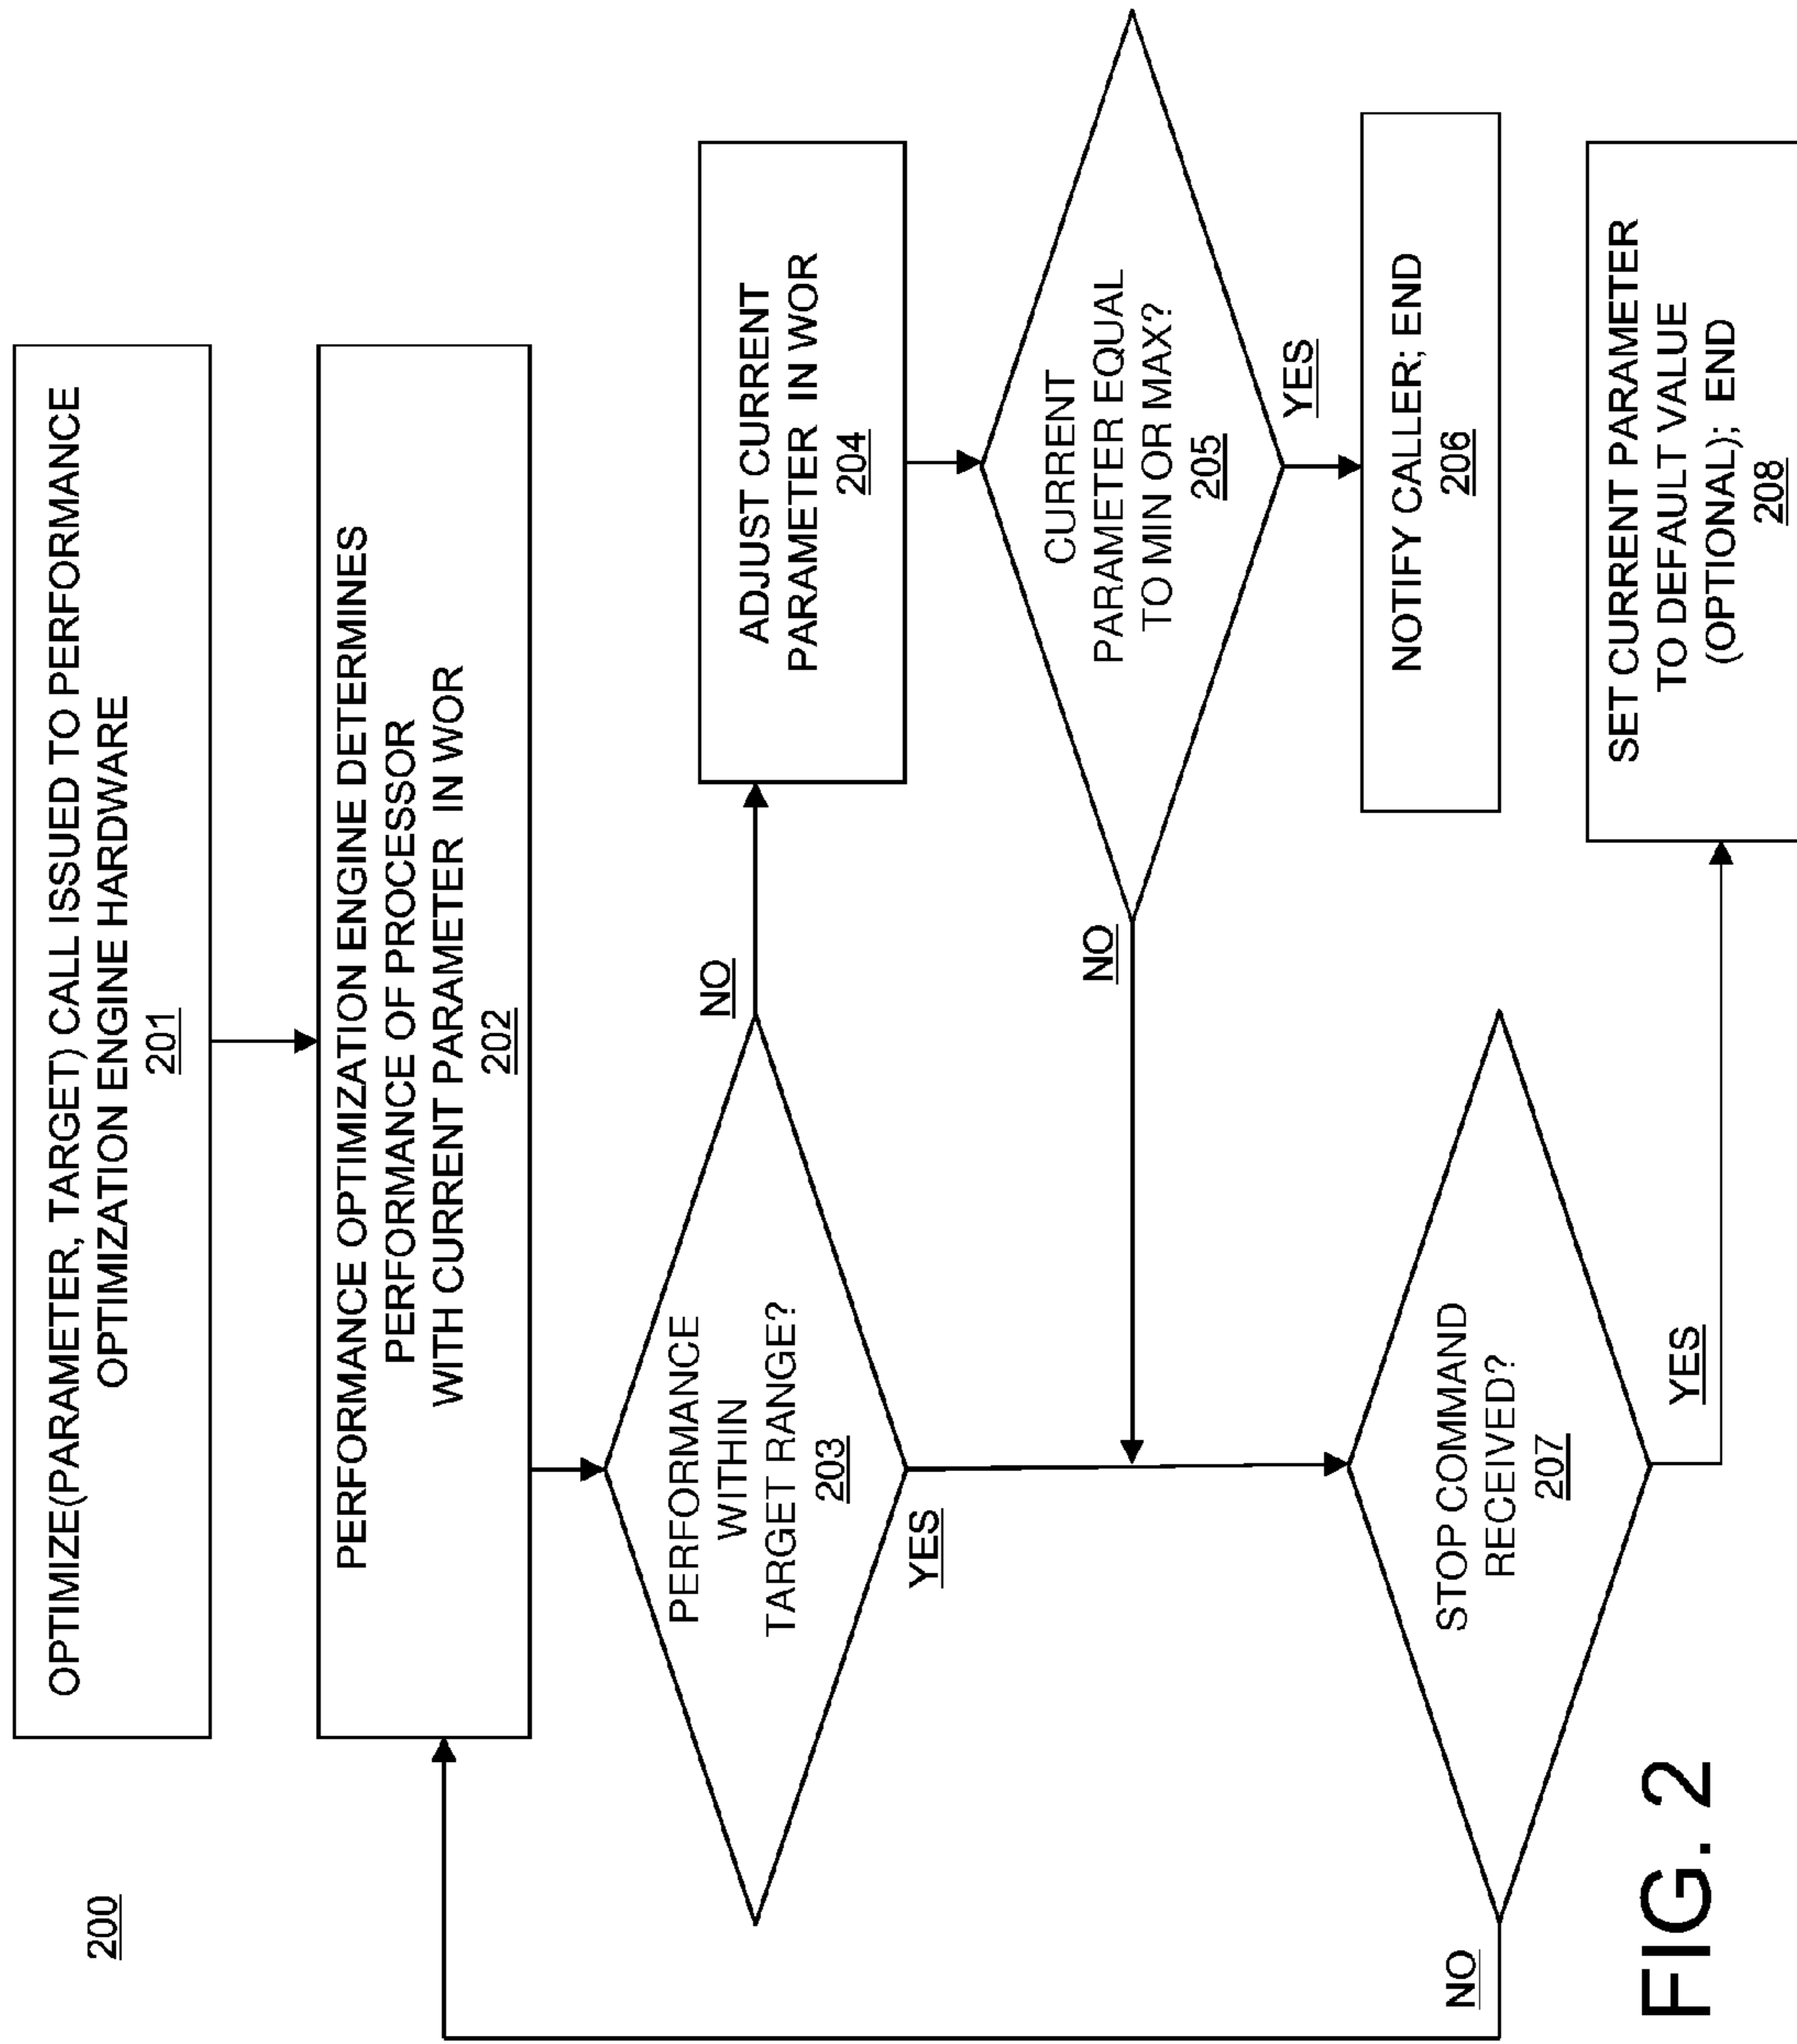 200
OPTIMIZE(PARAMETER, TARGET) CALL ISSUED TO PERFORMANCE
OPTIMIZATION ENGINE HARDWARE
201
PERFORMANCE OPTIMIZATION ENGINE DETERMINES
PERFORMANCE OF PROCESSOR
WITH CURRENT PARAMETER IN WOR
202
PERFORMANCE
WITHIN
TARGET RANGE?
203
NO
YES
ADJUST CURRENT
PARAMETER IN WOR
204
CURRENT
PARAMETER EQUAL
TO MIN OR MAX?
205
NO
YES
NOTIFY CALLER; END
206
STOP COMMAND
RECEIVED?
207
NO
YES
SET CURRENT PARAMETER
TO DEFAULT VALUE
(OPTIONAL); END
208
FIG. 2